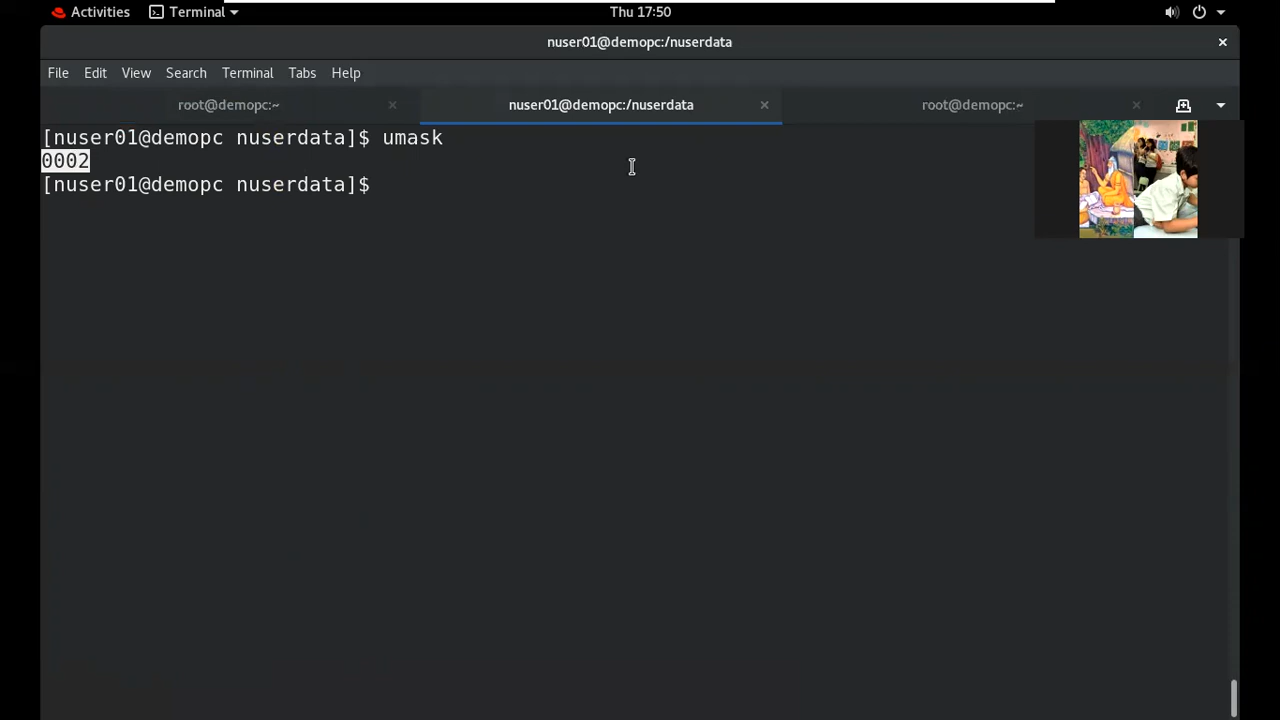 Activities Terminal Thu 17:50
nuser01@demopc:/nuserdata
File Edit View Search Terminal Tabs Help
root@demopc:~ nuser01@demopc:/nuserdata root@demopc:~
[nuser01@demopc nuserdata]$ umask
0002
[nuser01@demopc nuserdata]$